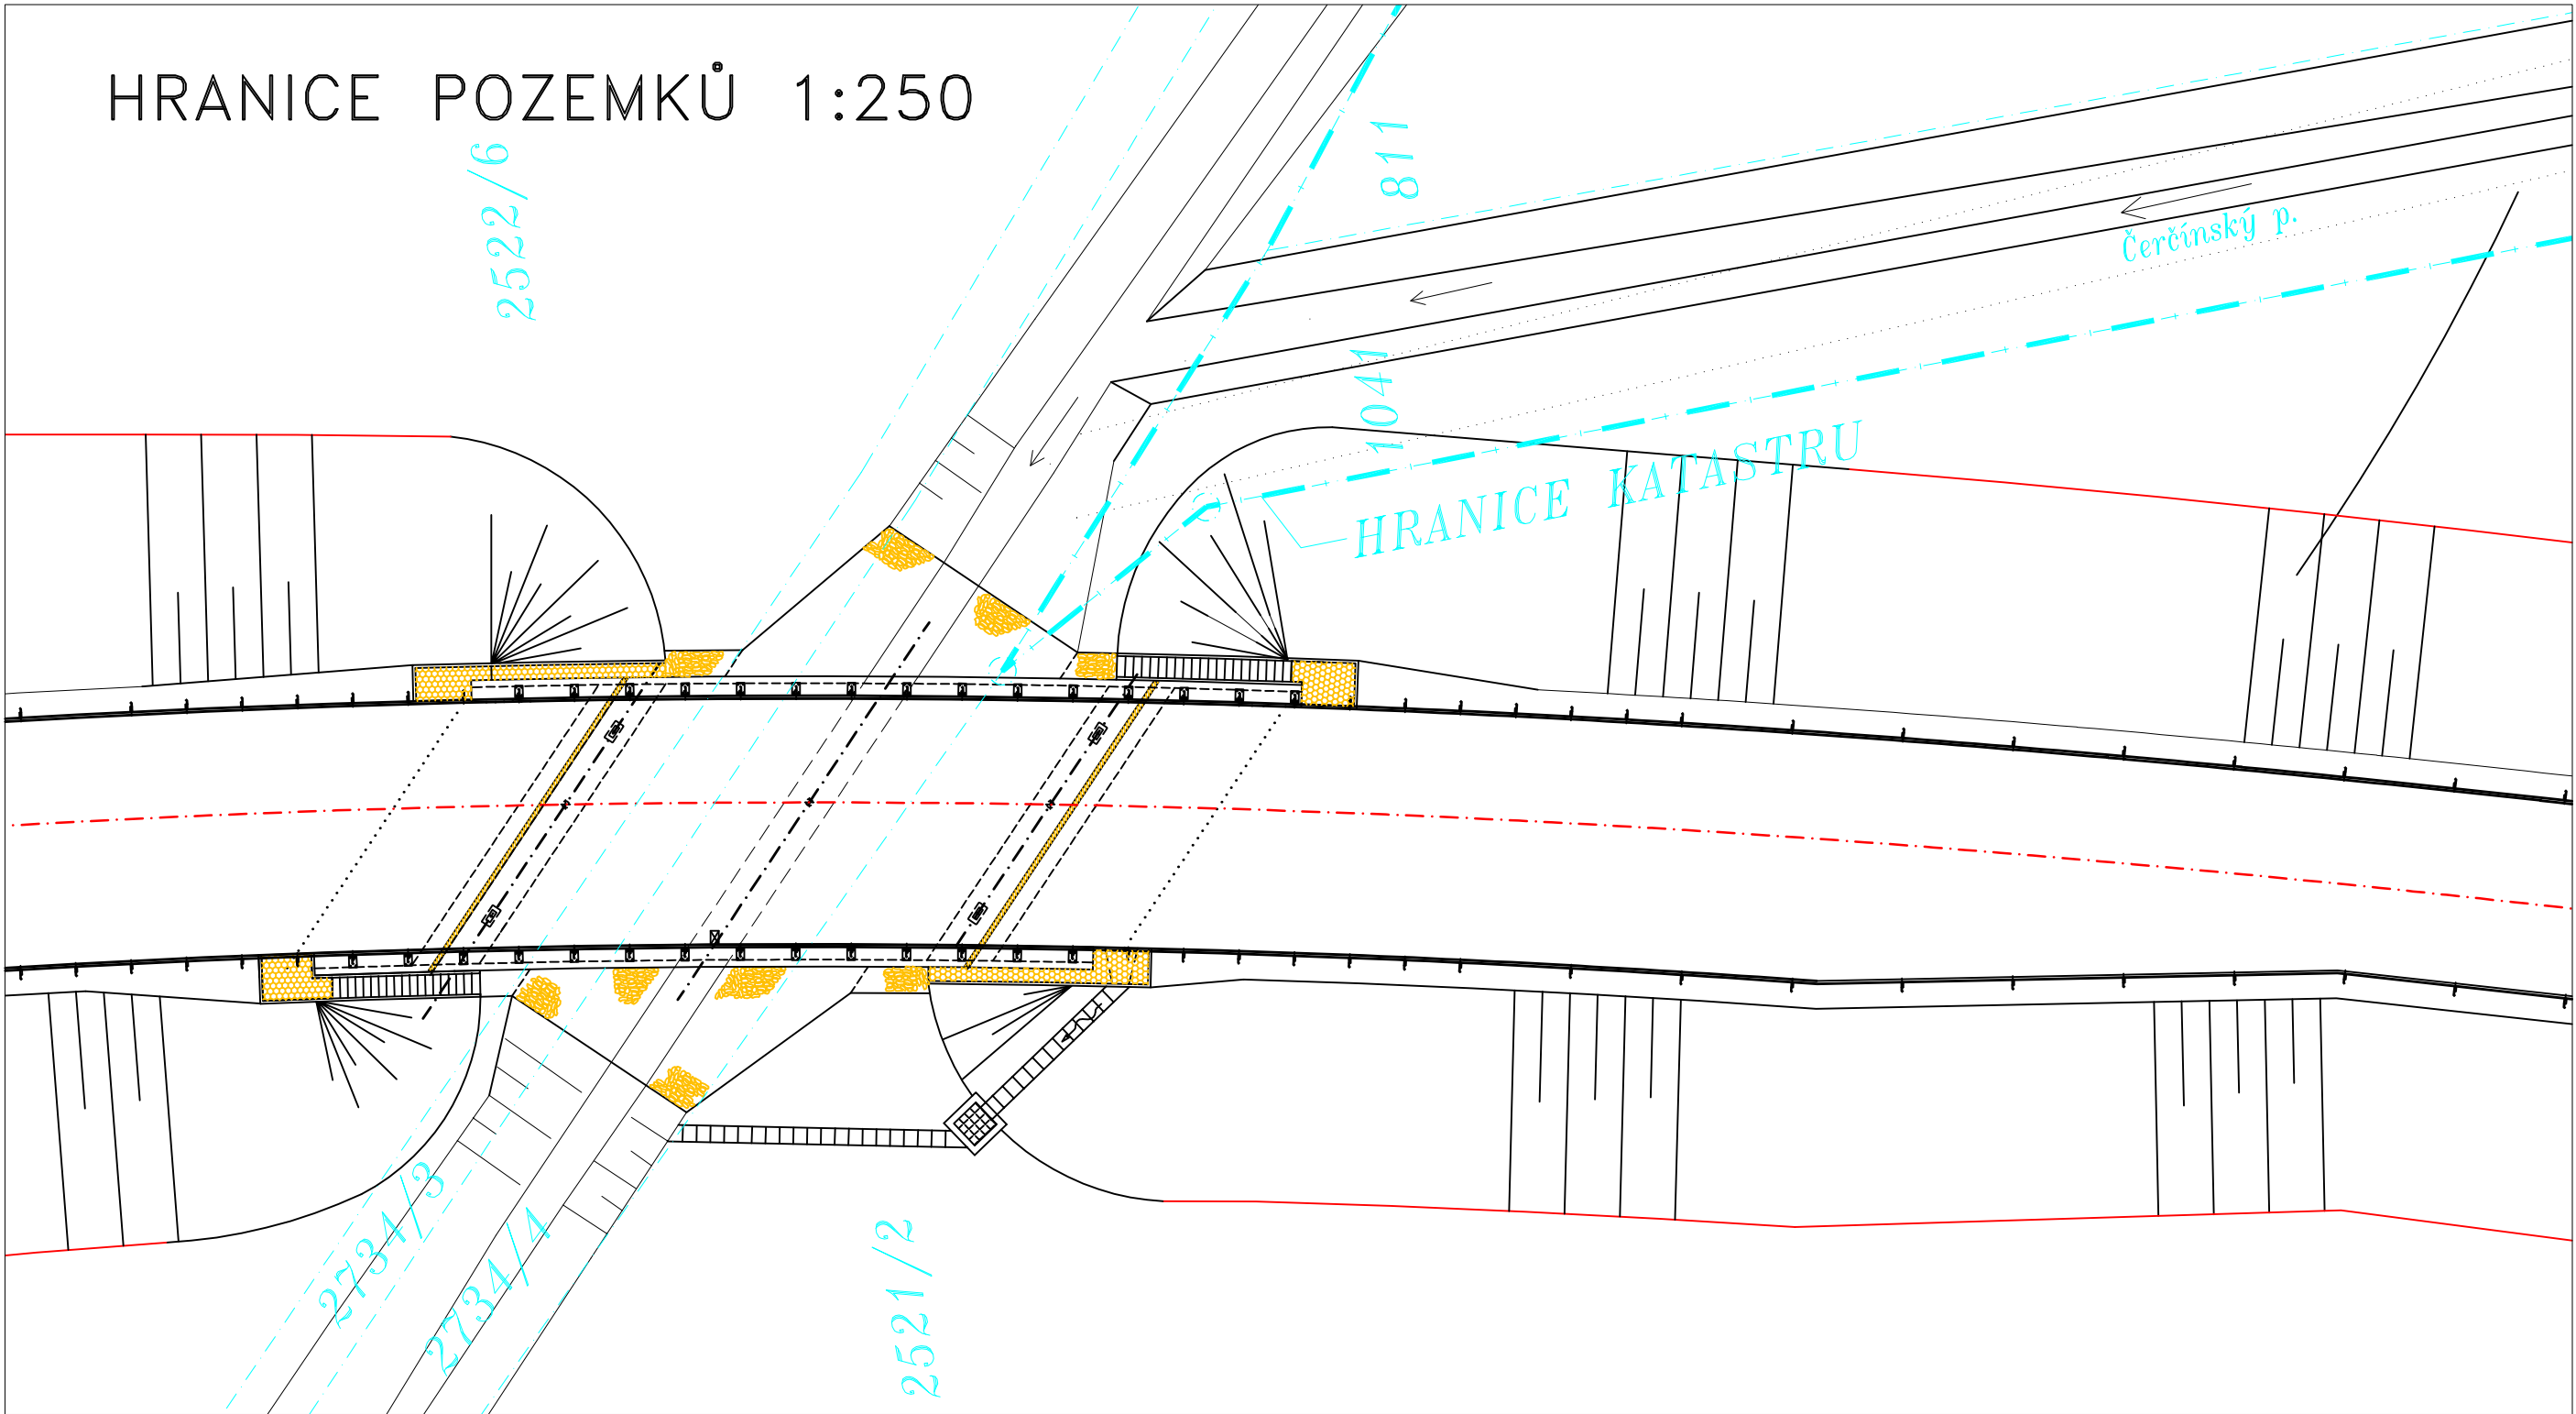 HRANICE POZEMKŮ 1:250
2522/6
811
Čerčínský p.
1041
HRANICE KATASTRU
2734/3
2734/4
2521/2